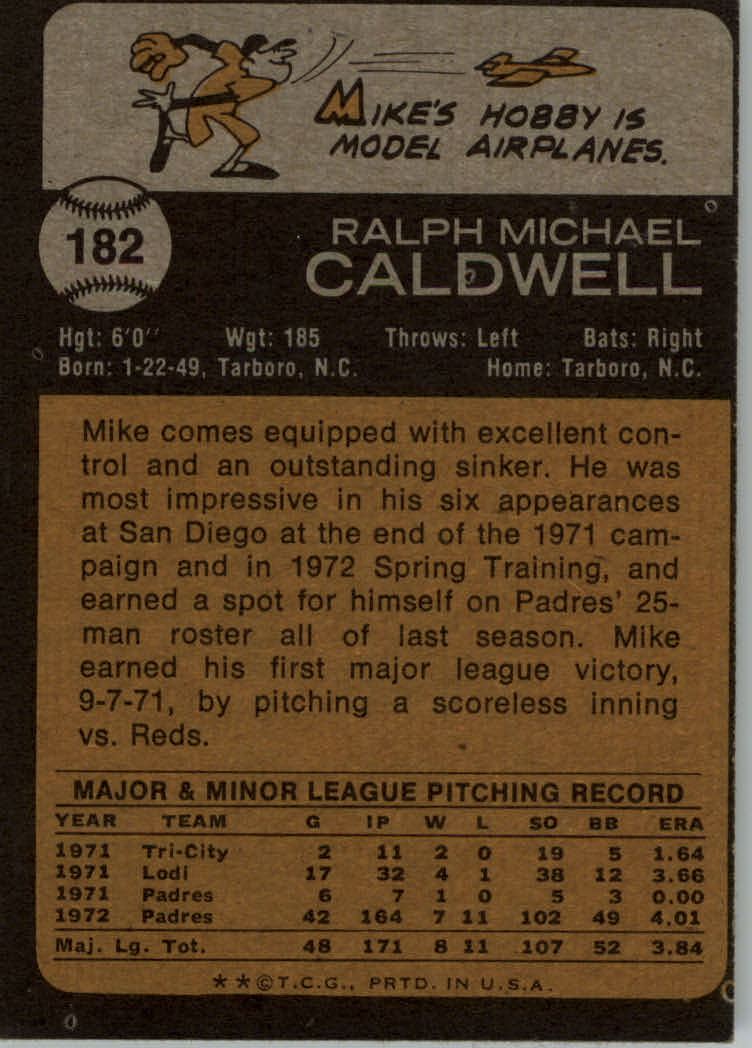 MIKE'S HOBBY IS
MODEL AIRPLANES.
182
RALPH MICHAEL
CALDWELL
Hgt: 6'0" Wgt: 185 Throws: Left Bats: Right
Born: 1-22-49, Tarboro, N.C. Home: Tarboro, N.C.
Mike comes equipped with excellent con-
trol and an outstanding sinker. He was
most impressive in his six appearances
at San Diego at the end of the 1971 cam-
paign and in 1972 Spring Training, and
earned a spot for himself on Padres' 25-
man roster all of last season. Mike
earned his first major league victory,
9-7-71, by pitching a scoreless inning
vs. Reds.
MAJOR & MINOR LEAGUE PITCHING RECORD
YEAR TEAM G IP W L SO BB ERA
1971 Tri-City 2 11 2 0 19 5 1.64
1971 Lodi 17 32 4 1 38 12 3.66
1971 Padres 6 7 1 0 5 3 0.00
1972 Padres 42 164 7 11 102 49 4.01
Maj. Lg. Tot. 48 171 8 11 107 52 3.84
**©T.C.G., PRTD. IN U.S.A.